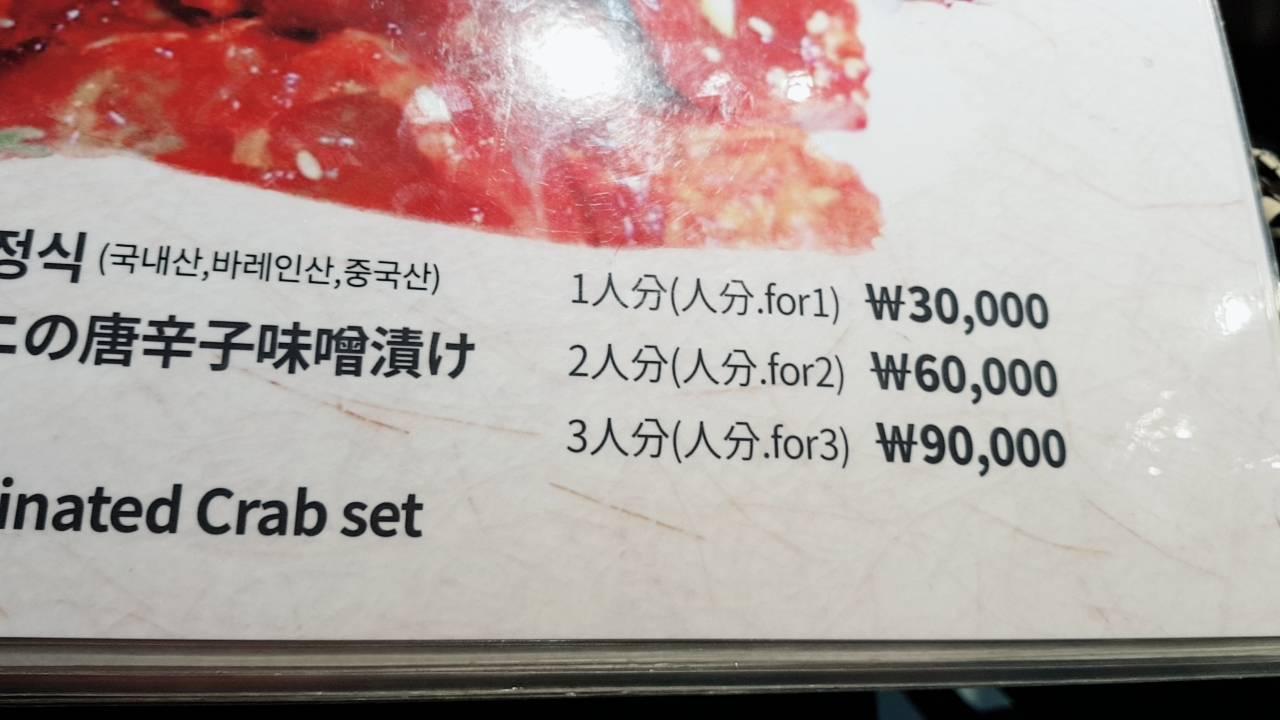 정식 (국내산,바레인산,중국산)
ニの唐辛子味噌漬け
inated Crab set
1人分(人分.for1) ₩30,000
2人分(人分.for2) ₩60,000
3人分(人分.for3) ₩90,000